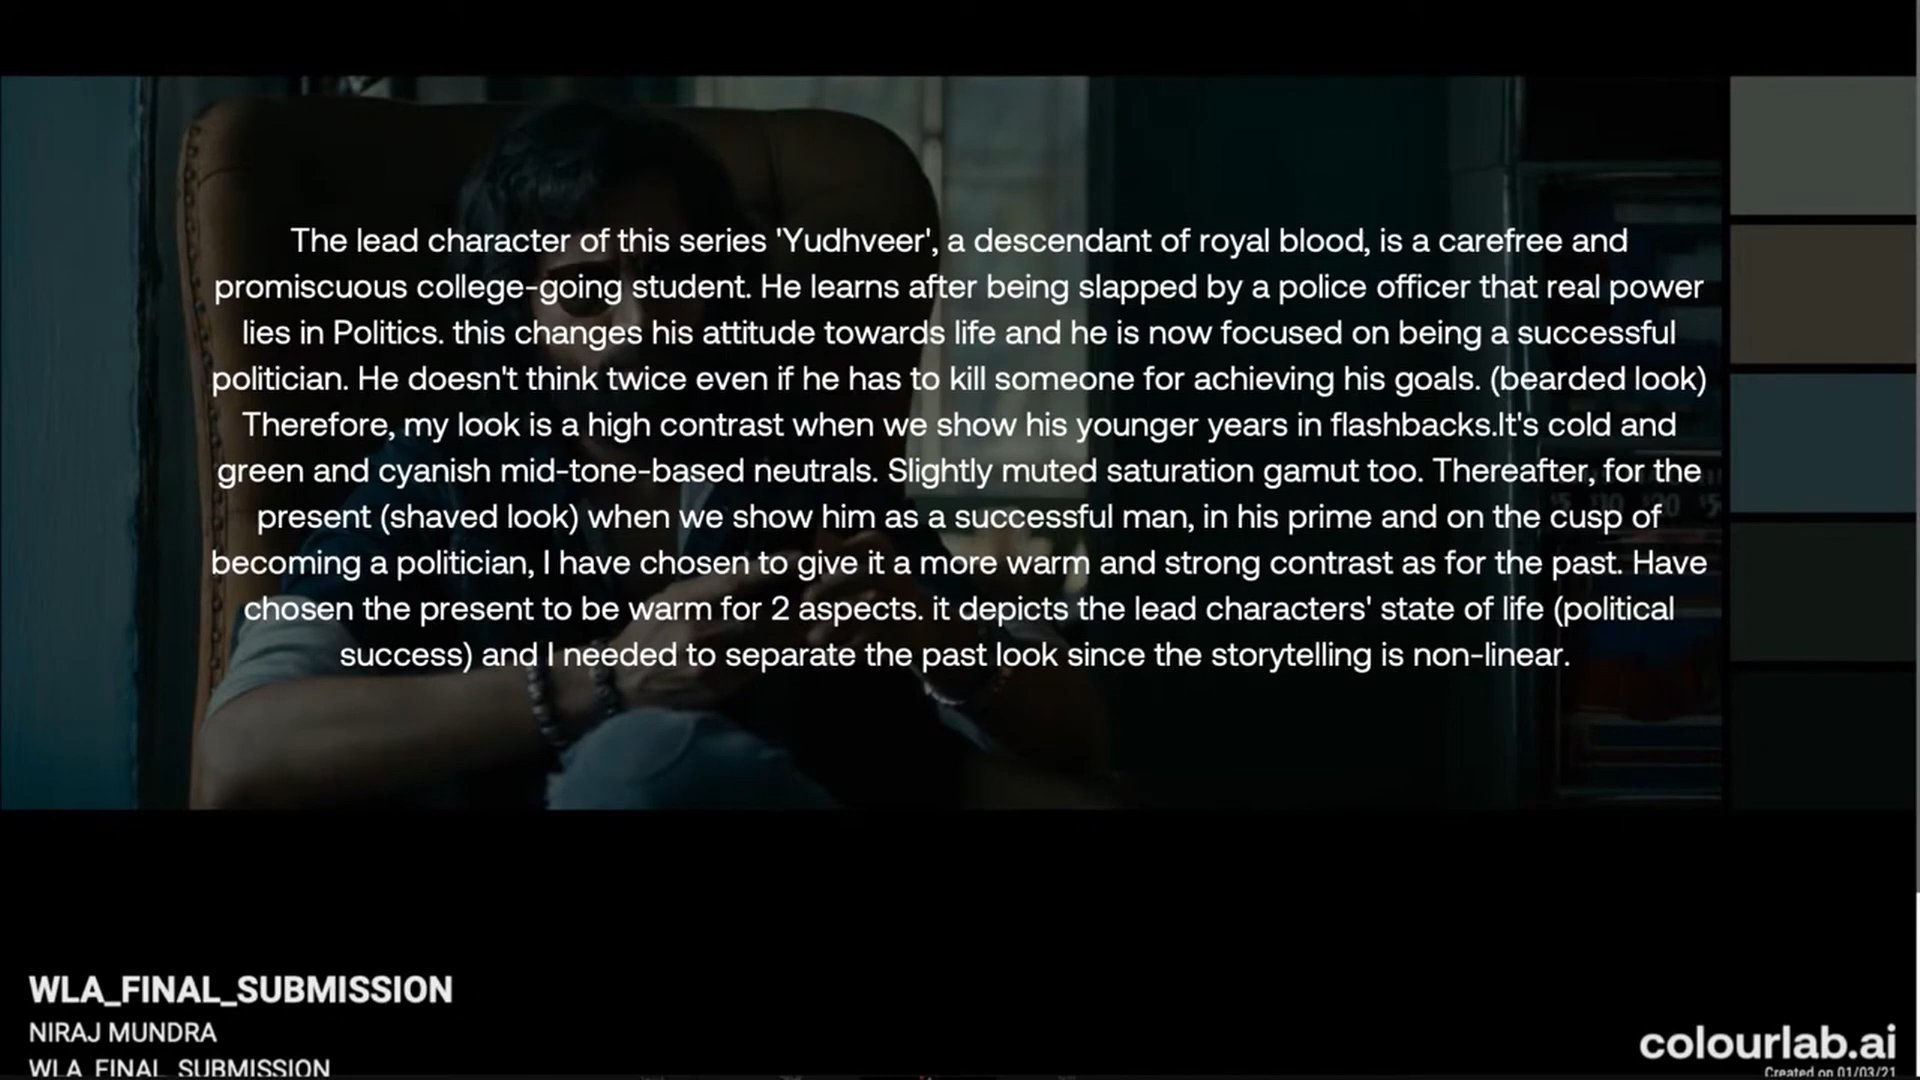 The lead character of this series 'Yudhveer', a descendant of royal blood, is a carefree and
promiscuous college-going student. He learns after being slapped by a police officer that real power
lies in Politics. this changes his attitude towards life and he is now focused on being a successful
politician. He doesn't think twice even if he has to kill someone for achieving his goals. (bearded look)
Therefore, my look is a high contrast when we show his younger years in flashbacks.It's cold and
green and cyanish mid-tone-based neutrals. Slightly muted saturation gamut too. Thereafter, for the
present (shaved look) when we show him as a successful man, in his prime and on the cusp of
becoming a politician, I have chosen to give it a more warm and strong contrast as for the past. Have
chosen the present to be warm for 2 aspects. it depicts the lead characters' state of life (political
success) and I needed to separate the past look since the storytelling is non-linear.
WLA_FINAL_SUBMISSION
NIRAJ MUNDRA
WLA_FINAL_SUBMISSION
colourlab.ai
Created on 01/03/21